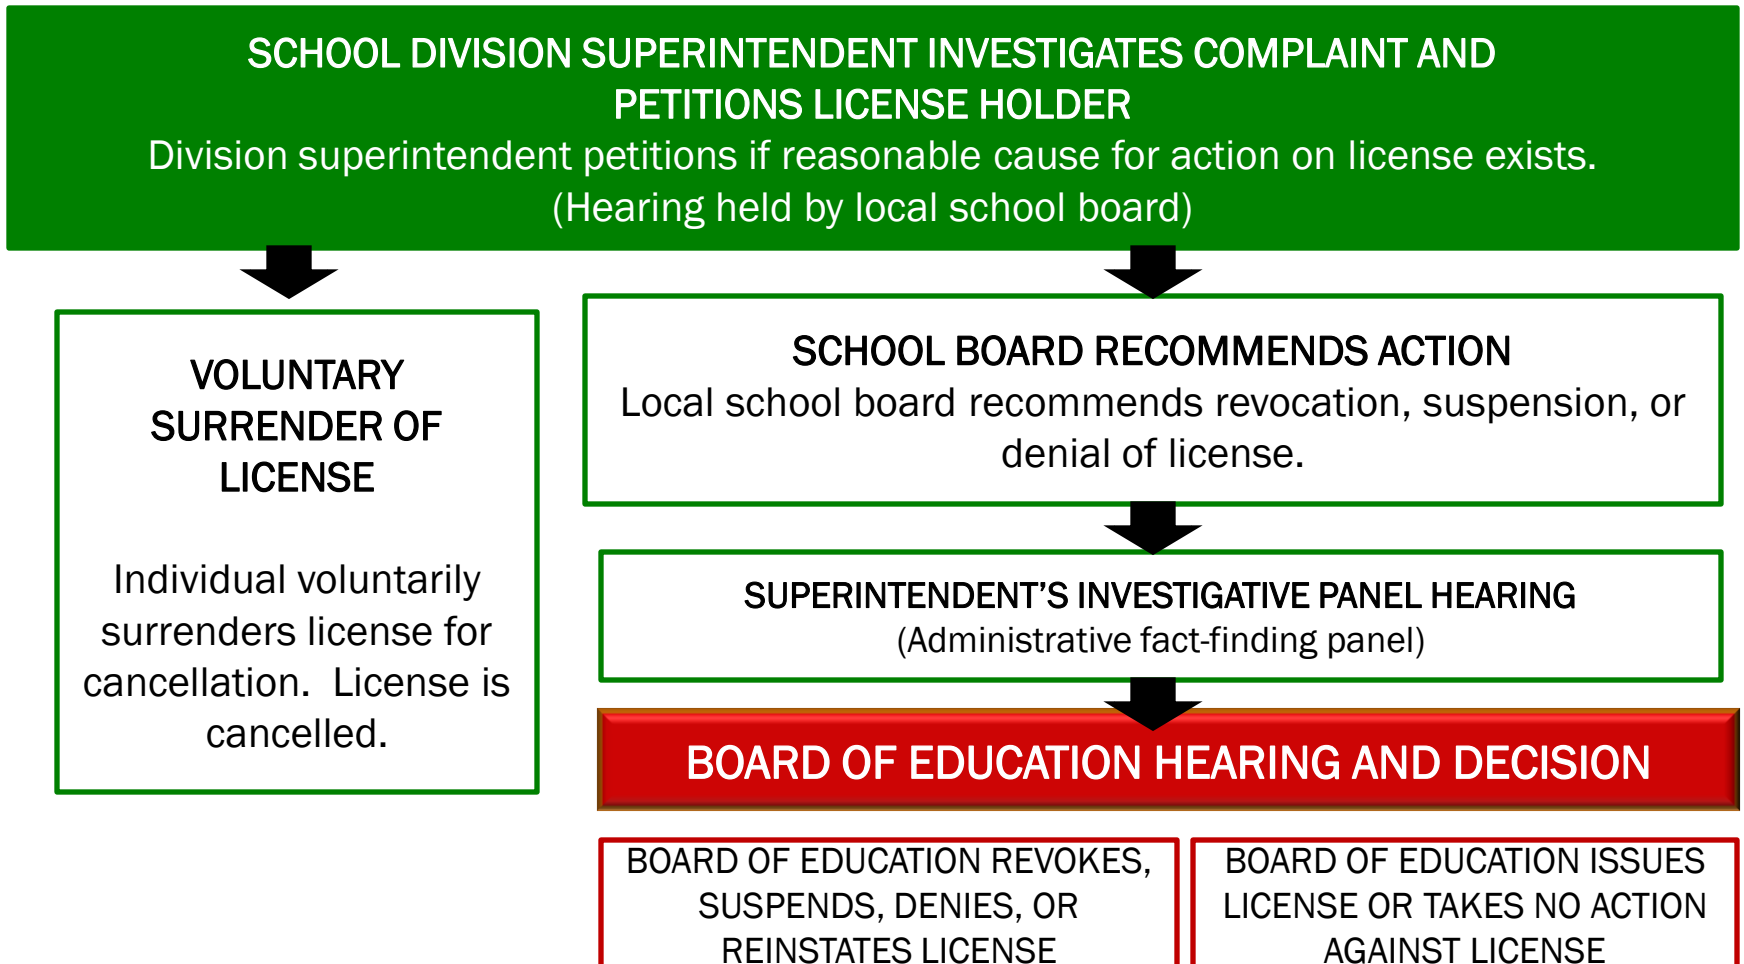 SCHOOL DIVISION SUPERINTENDENT INVESTIGATES COMPLAINT AND
PETITIONS LICENSE HOLDER
Division superintendent petitions if reasonable cause for action on license exists.
(Hearing held by local school board)
VOLUNTARY
SURRENDER OF
LICENSE
Individual voluntarily
surrenders license for
cancellation.  License is
cancelled.
SCHOOL BOARD RECOMMENDS ACTION
Local school board recommends revocation, suspension, or
denial of license.
SUPERINTENDENT’S INVESTIGATIVE PANEL HEARING
(Administrative fact-finding panel)
BOARD OF EDUCATION HEARING AND DECISION
BOARD OF EDUCATION REVOKES,
SUSPENDS, DENIES, OR
REINSTATES LICENSE
BOARD OF EDUCATION ISSUES
LICENSE OR TAKES NO ACTION
AGAINST LICENSE